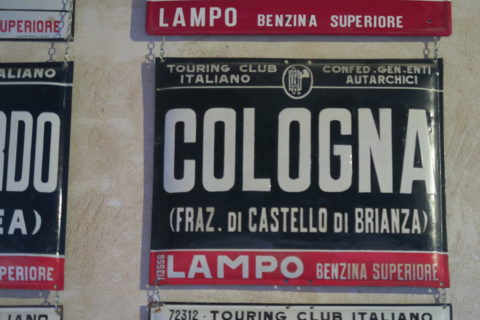 LAMPO BENZINA SUPERIORE
ALIANO
RDO
EA)
PERIORE
TOURING CLUB ITALIANO
CONFED. GEN. ENTI AUTARCHICI
COLOGNA
(FRAZ. DI CASTELLO DI BRIANZA)
113556 LAMPO BENZINA SUPERIORE
72312 - TOURING CLUB ITALIANO